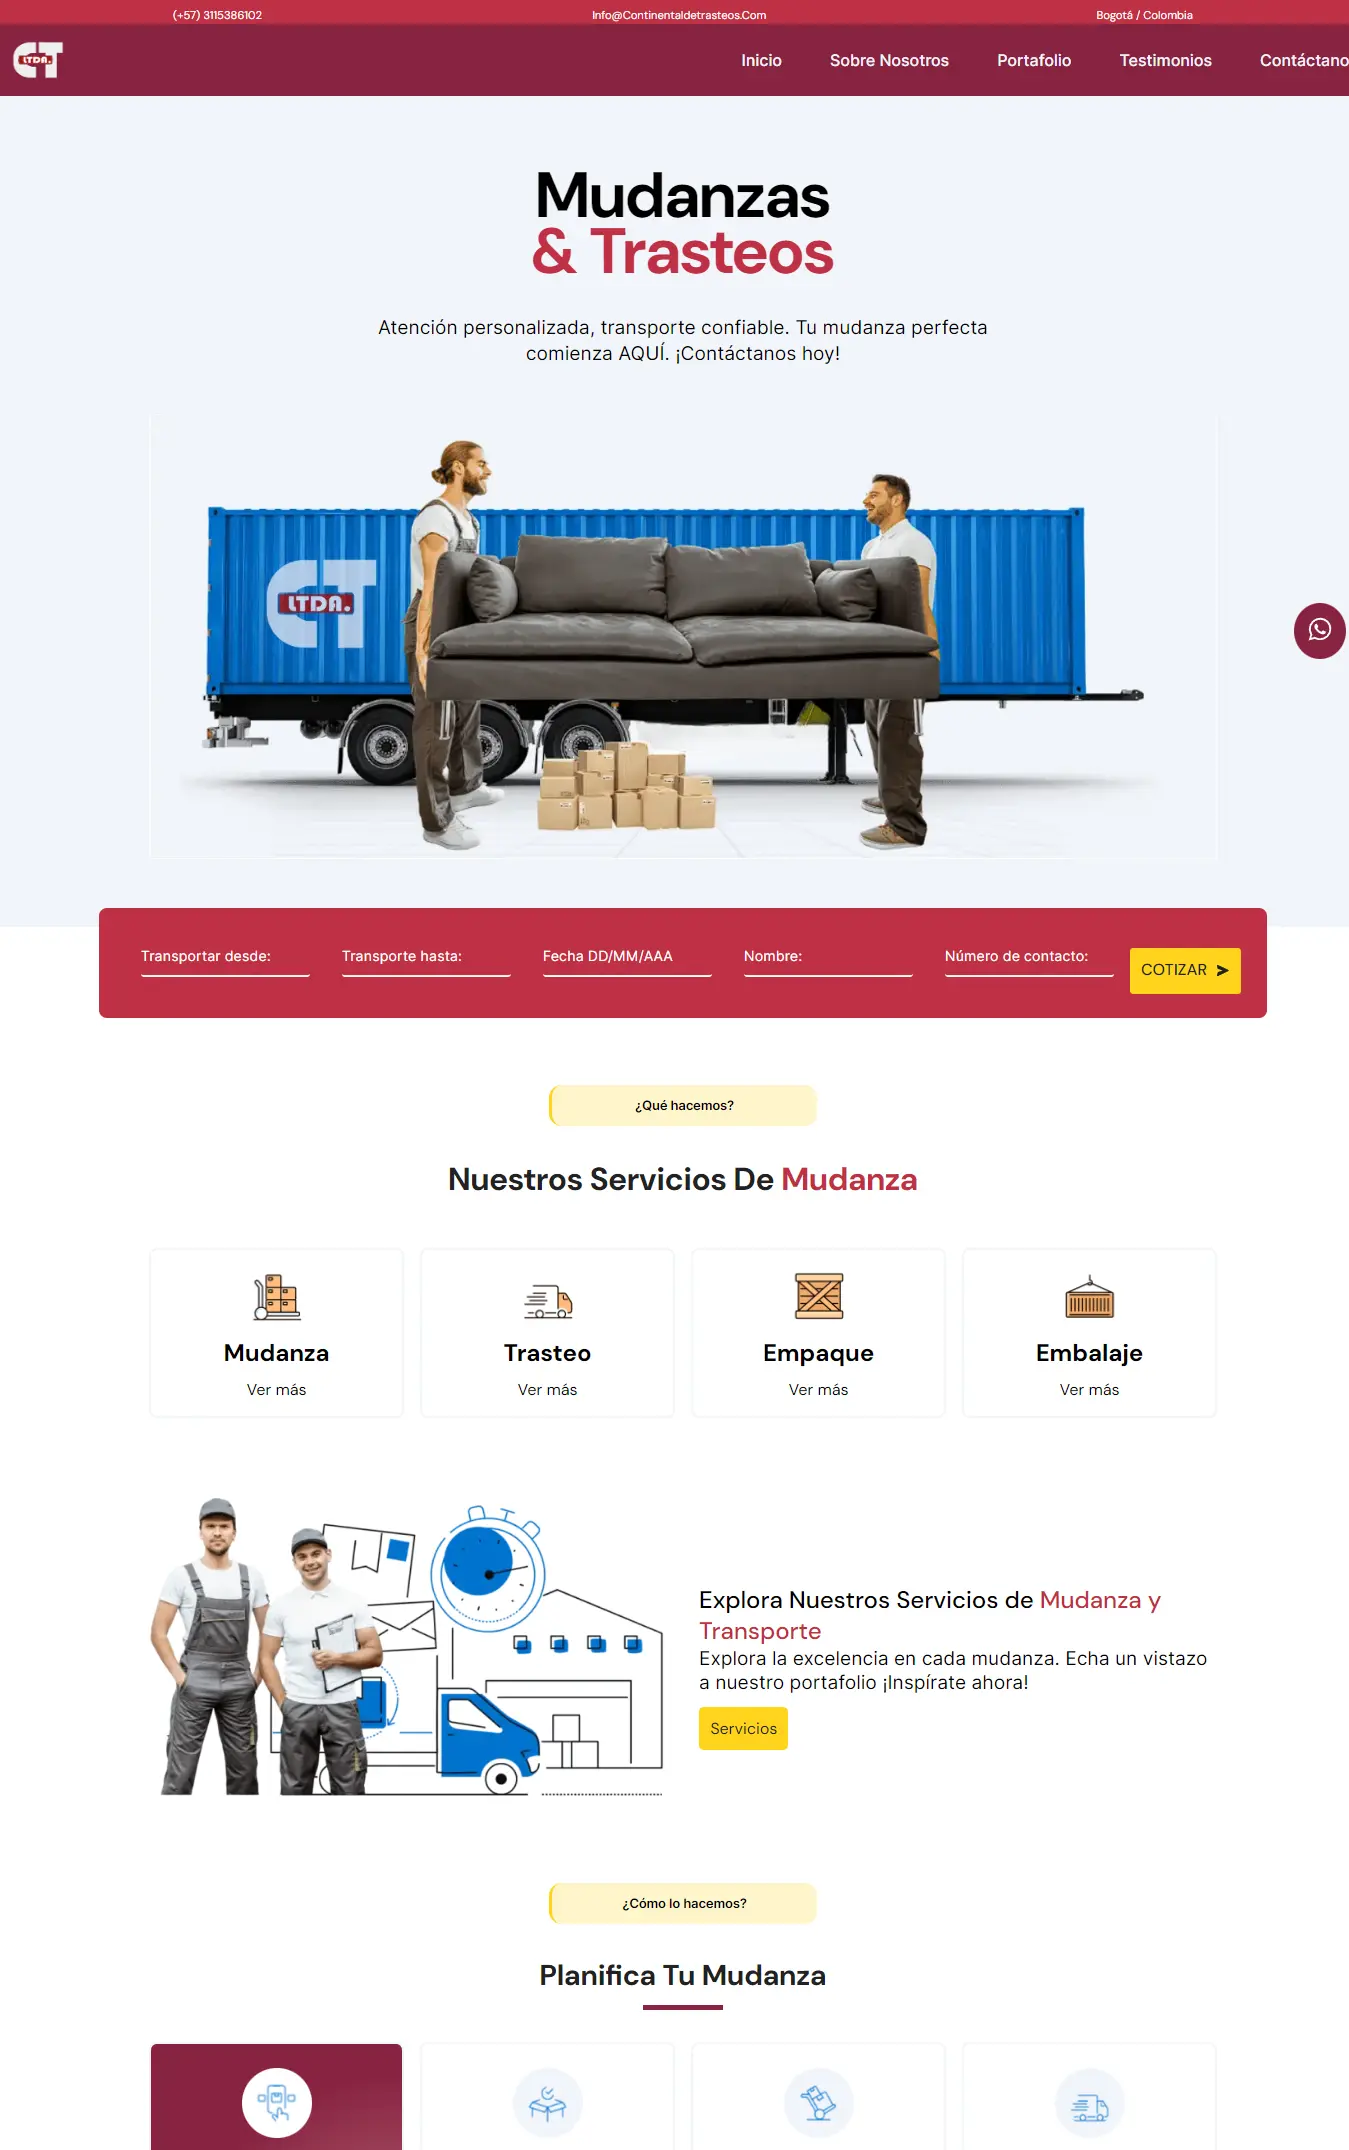 (+57) 3115386102
Info@Continentaldetrasteos.Com
Bogotá / Colombia
CT LTDA.
Inicio
Sobre Nosotros
Portafolio
Testimonios
Contáctano
Mudanzas
& Trasteos
Atención personalizada, transporte confiable. Tu mudanza perfecta
comienza AQUÍ. ¡Contáctanos hoy!
CT LTDA.
Transportar desde:
Transporte hasta:
Fecha DD/MM/AAA
Nombre:
Número de contacto:
COTIZAR
¿Qué hacemos?
Nuestros Servicios De Mudanza
Mudanza
Ver más
Trasteo
Ver más
Empaque
Ver más
Embalaje
Ver más
Explora Nuestros Servicios de Mudanza y
Transporte
Explora la excelencia en cada mudanza. Echa un vistazo
a nuestro portafolio ¡Inspírate ahora!
Servicios
¿Cómo lo hacemos?
Planifica Tu Mudanza